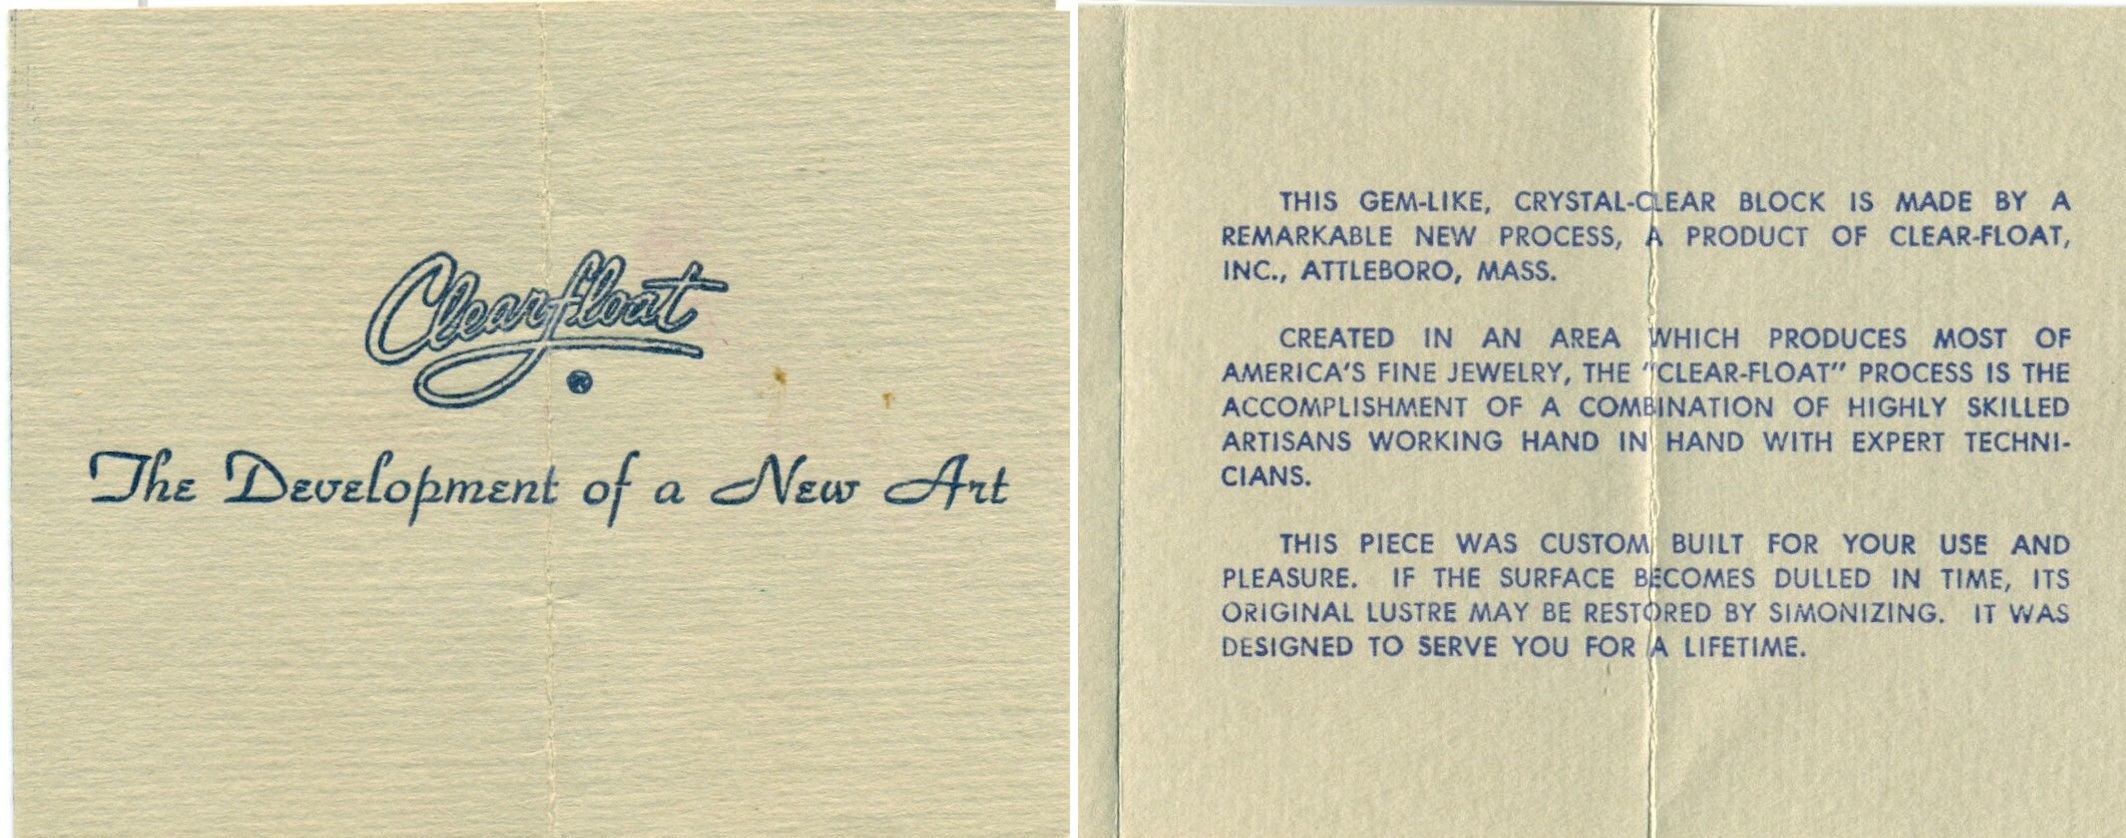 Clearfloat
®
The Development of a New Art
THIS GEM-LIKE, CRYSTAL-CLEAR BLOCK IS MADE BY A
REMARKABLE NEW PROCESS, A PRODUCT OF CLEAR-FLOAT,
INC., ATTLEBORO, MASS.
CREATED IN AN AREA WHICH PRODUCES MOST OF
AMERICA'S FINE JEWELRY, THE "CLEAR-FLOAT" PROCESS IS THE
ACCOMPLISHMENT OF A COMBINATION OF HIGHLY SKILLED
ARTISANS WORKING HAND IN HAND WITH EXPERT TECHNI-
CIANS.
THIS PIECE WAS CUSTOM BUILT FOR YOUR USE AND
PLEASURE. IF THE SURFACE BECOMES DULLED IN TIME, ITS
ORIGINAL LUSTRE MAY BE RESTORED BY SIMONIZING. IT WAS
DESIGNED TO SERVE YOU FOR A LIFETIME.